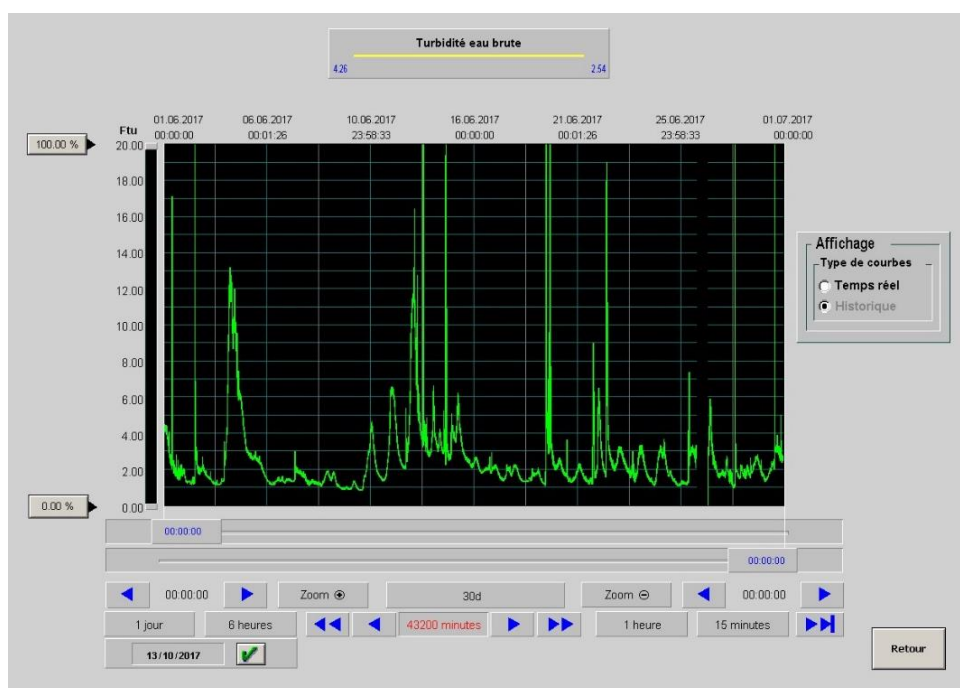 Turbidité eau brute
4.26 2.54
01.06.2017 06.06.2017 10.06.2017 16.06.2017 21.06.2017 25.06.2017 01.07.2017
Ftu 00:00:00 00:01:26 23:58:33 00:00:00 00:01:26 23:58:33 00:00:00
100.00 % 20.00
18.00
16.00
14.00
12.00
10.00
8.00
6.00
4.00
2.00
0.00 % 0.00
Affichage
Type de courbes
Temps réel
Historique
00:00:00
00:00:00
00:00:00 Zoom 30d Zoom 00:00:00
1 jour 6 heures 43200 minutes 1 heure 15 minutes
13/10/2017
Retour